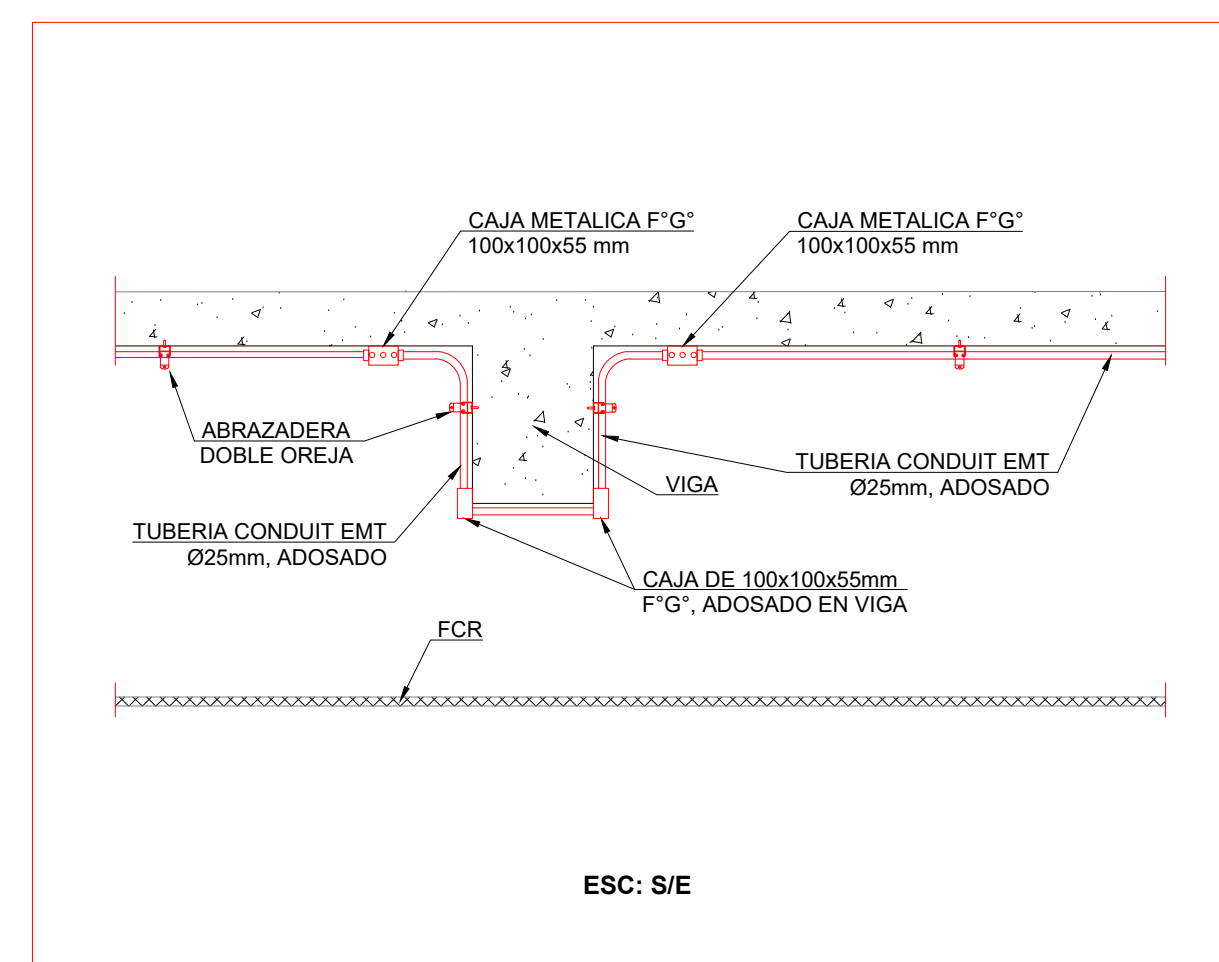 CAJA METALICA F°G°
100x100x55 mm
CAJA METALICA F°G°
100x100x55 mm
ABRAZADERA
DOBLE OREJA
VIGA
TUBERIA CONDUIT EMT
Ø25mm, ADOSADO
TUBERIA CONDUIT EMT
Ø25mm, ADOSADO
CAJA DE 100x100x55mm
F°G°, ADOSADO EN VIGA
FCR
ESC: S/E